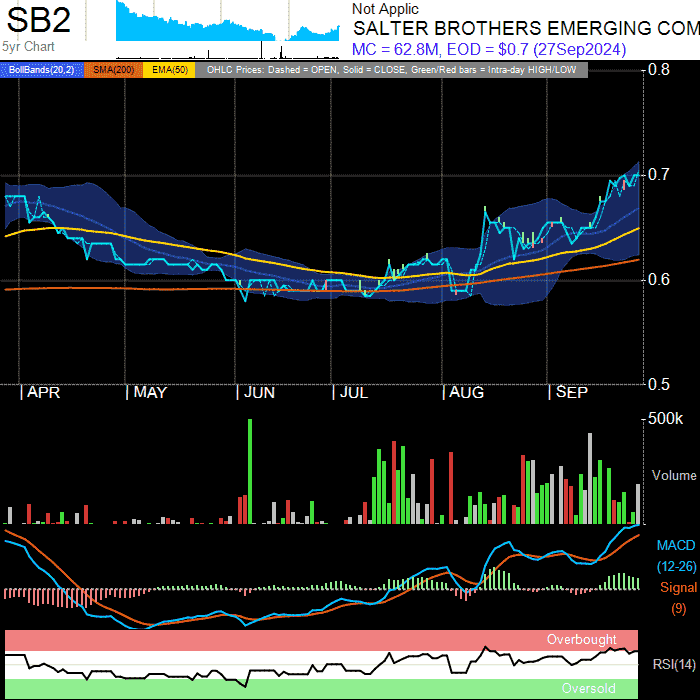 SB2
5yr Chart
Not Applic
SALTER BROTHERS EMERGING COM
MC = 62.8M, EOD = $0.7 (27Sep2024)
BollBands(20,2) SMA(200) EMA(50) OHLC Prices: Dashed = OPEN, Solid = CLOSE, Green/Red bars = Intra-day HIGH/LOW
0.8
0.7
0.6
0.5
APR MAY JUN JUL AUG SEP
500k
Volume
MACD
(12-26)
Signal
(9)
Overbought
RSI(14)
Oversold